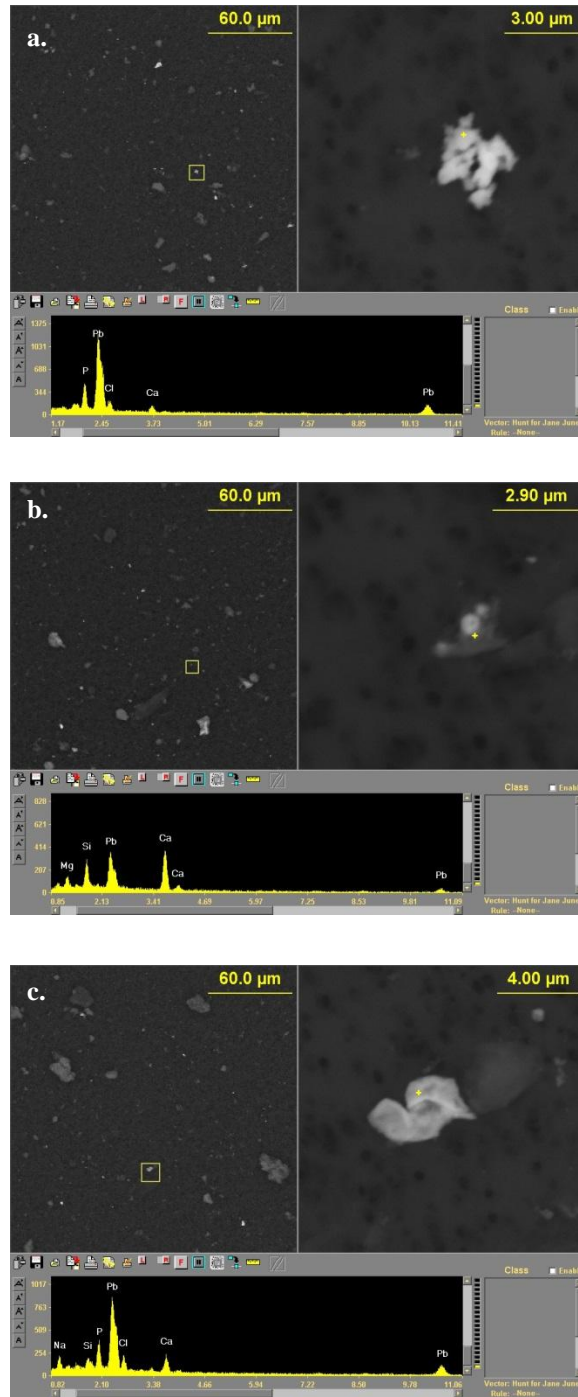 a.
60.0 µm
3.00 µm
Class
Enabl
1375
1031
688
344
0
P
Pb
Cl
Ca
Pb
1.17 2.45 3.73 5.01 6.29 7.57 8.85 10.13 11.41
Vector: Hunt for Jane June
Rule: --None--
b.
60.0 µm
2.90 µm
Class
Enabl
828
621
414
207
0
Mg
Si
Pb
Ca
Ca
Pb
0.85 2.13 3.41 4.69 5.97 7.25 8.53 9.81 11.09
Vector: Hunt for Jane June
Rule: --None--
c.
60.0 µm
4.00 µm
Class
Enabl
1017
763
509
254
0
Na
Si
P
Pb
Cl
Ca
Pb
0.82 2.10 3.38 4.66 5.94 7.22 8.50 9.78 11.06
Vector: Hunt for Jane June
Rule: --None--